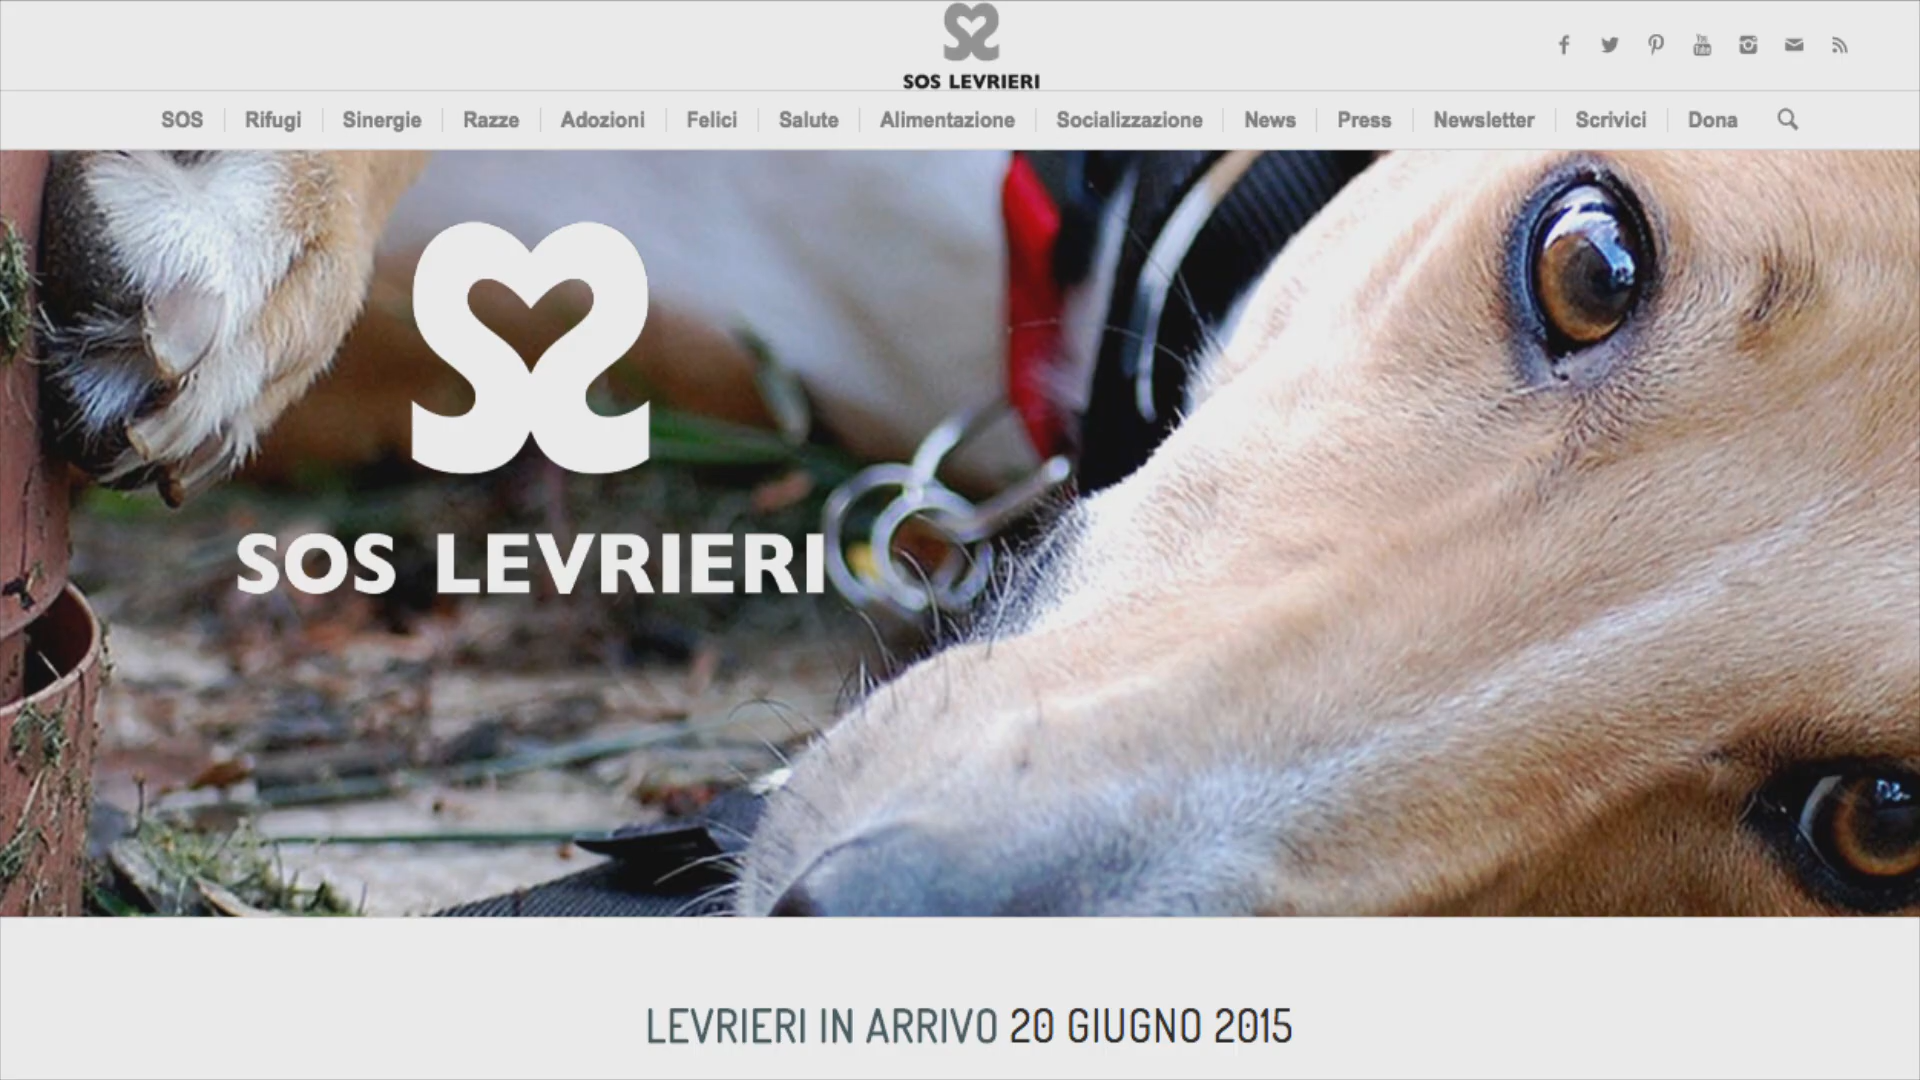 SOS LEVRIERI
SOS Rifugi Sinergie Razze Adozioni Felici Salute Alimentazione Socializzazione News Press Newsletter Scrivici Dona
SOS LEVRIERI
LEVRIERI IN ARRIVO 20 GIUGNO 2015